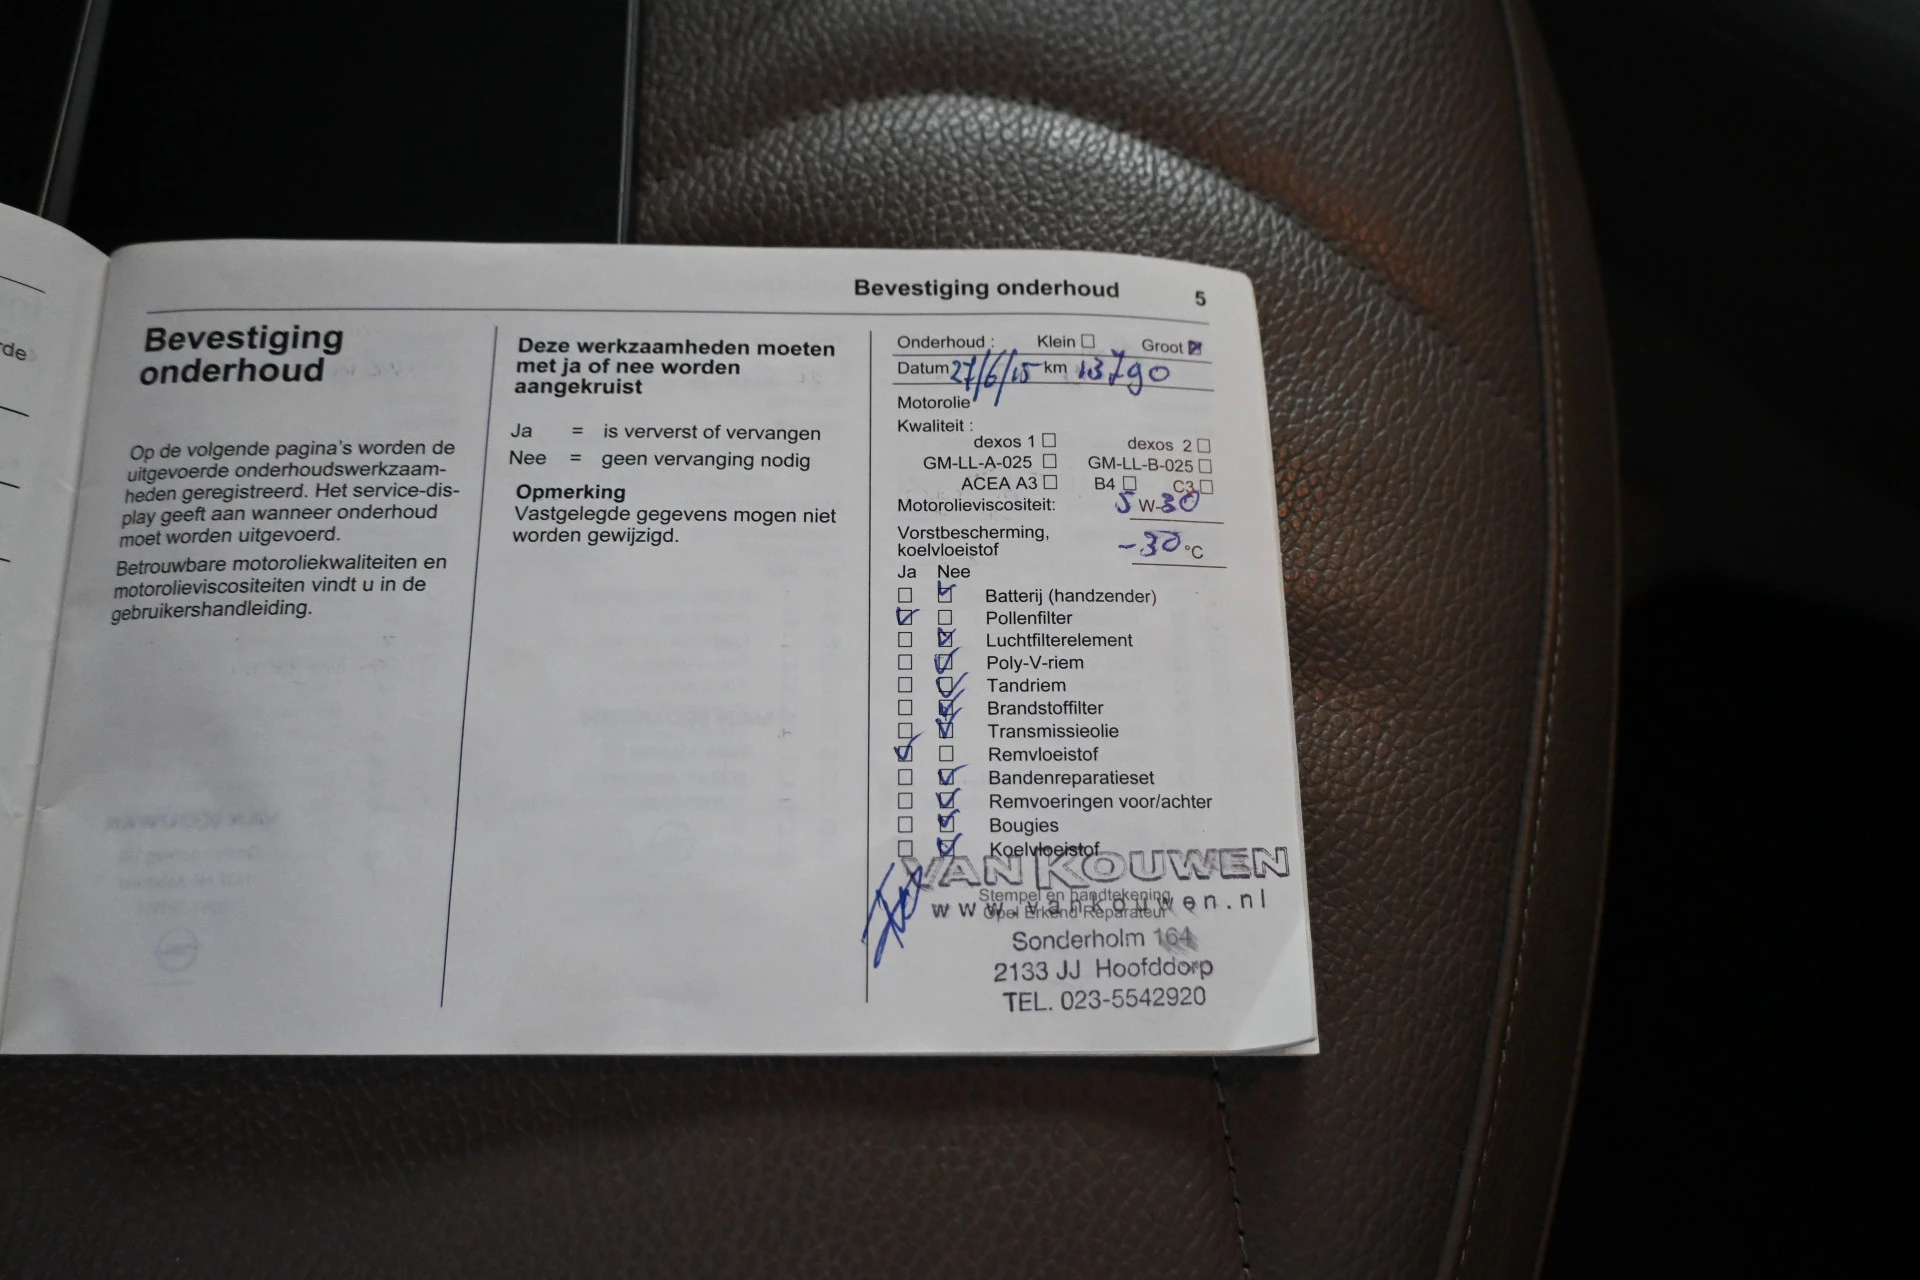 rde
Bevestiging onderhoud 5
Bevestiging
onderhoud
Op de volgende pagina's worden de
uitgevoerde onderhoudswerkzaam-
heden geregistreerd. Het service-dis-
play geeft aan wanneer onderhoud
moet worden uitgevoerd.
Betrouwbare motoroliekwaliteiten en
motorolieviscositeiten vindt u in de
gebruikershandleiding.
Deze werkzaamheden moeten
met ja of nee worden
aangekruist
Ja = is ververst of vervangen
Nee = geen vervanging nodig
Opmerking
Vastgelegde gegevens mogen niet
worden gewijzigd.
Onderhoud : Klein Groot
Datum 27/6/15 km 13790
Motorolie
Kwaliteit :
dexos 1 dexos 2
GM-LL-A-025 GM-LL-B-025
ACEA A3 B4 C3
Motorolieviscositeit: 5 W-30
Vorstbescherming,
koelvloeistof -30 °C
Ja Nee
Batterij (handzender)
Pollenfilter
Luchtfilterelement
Poly-V-riem
Tandriem
Brandstoffilter
Transmissieolie
Remvloeistof
Bandenreparatieset
Remvoeringen voor/achter
Bougies
Koelvloeistof
VAN KOUWEN
Stempel en handtekening
www.vankouwen.nl
Opel Erkend Reparateur
Sonderholm 164
2133 JJ Hoofddorp
TEL. 023-5542920